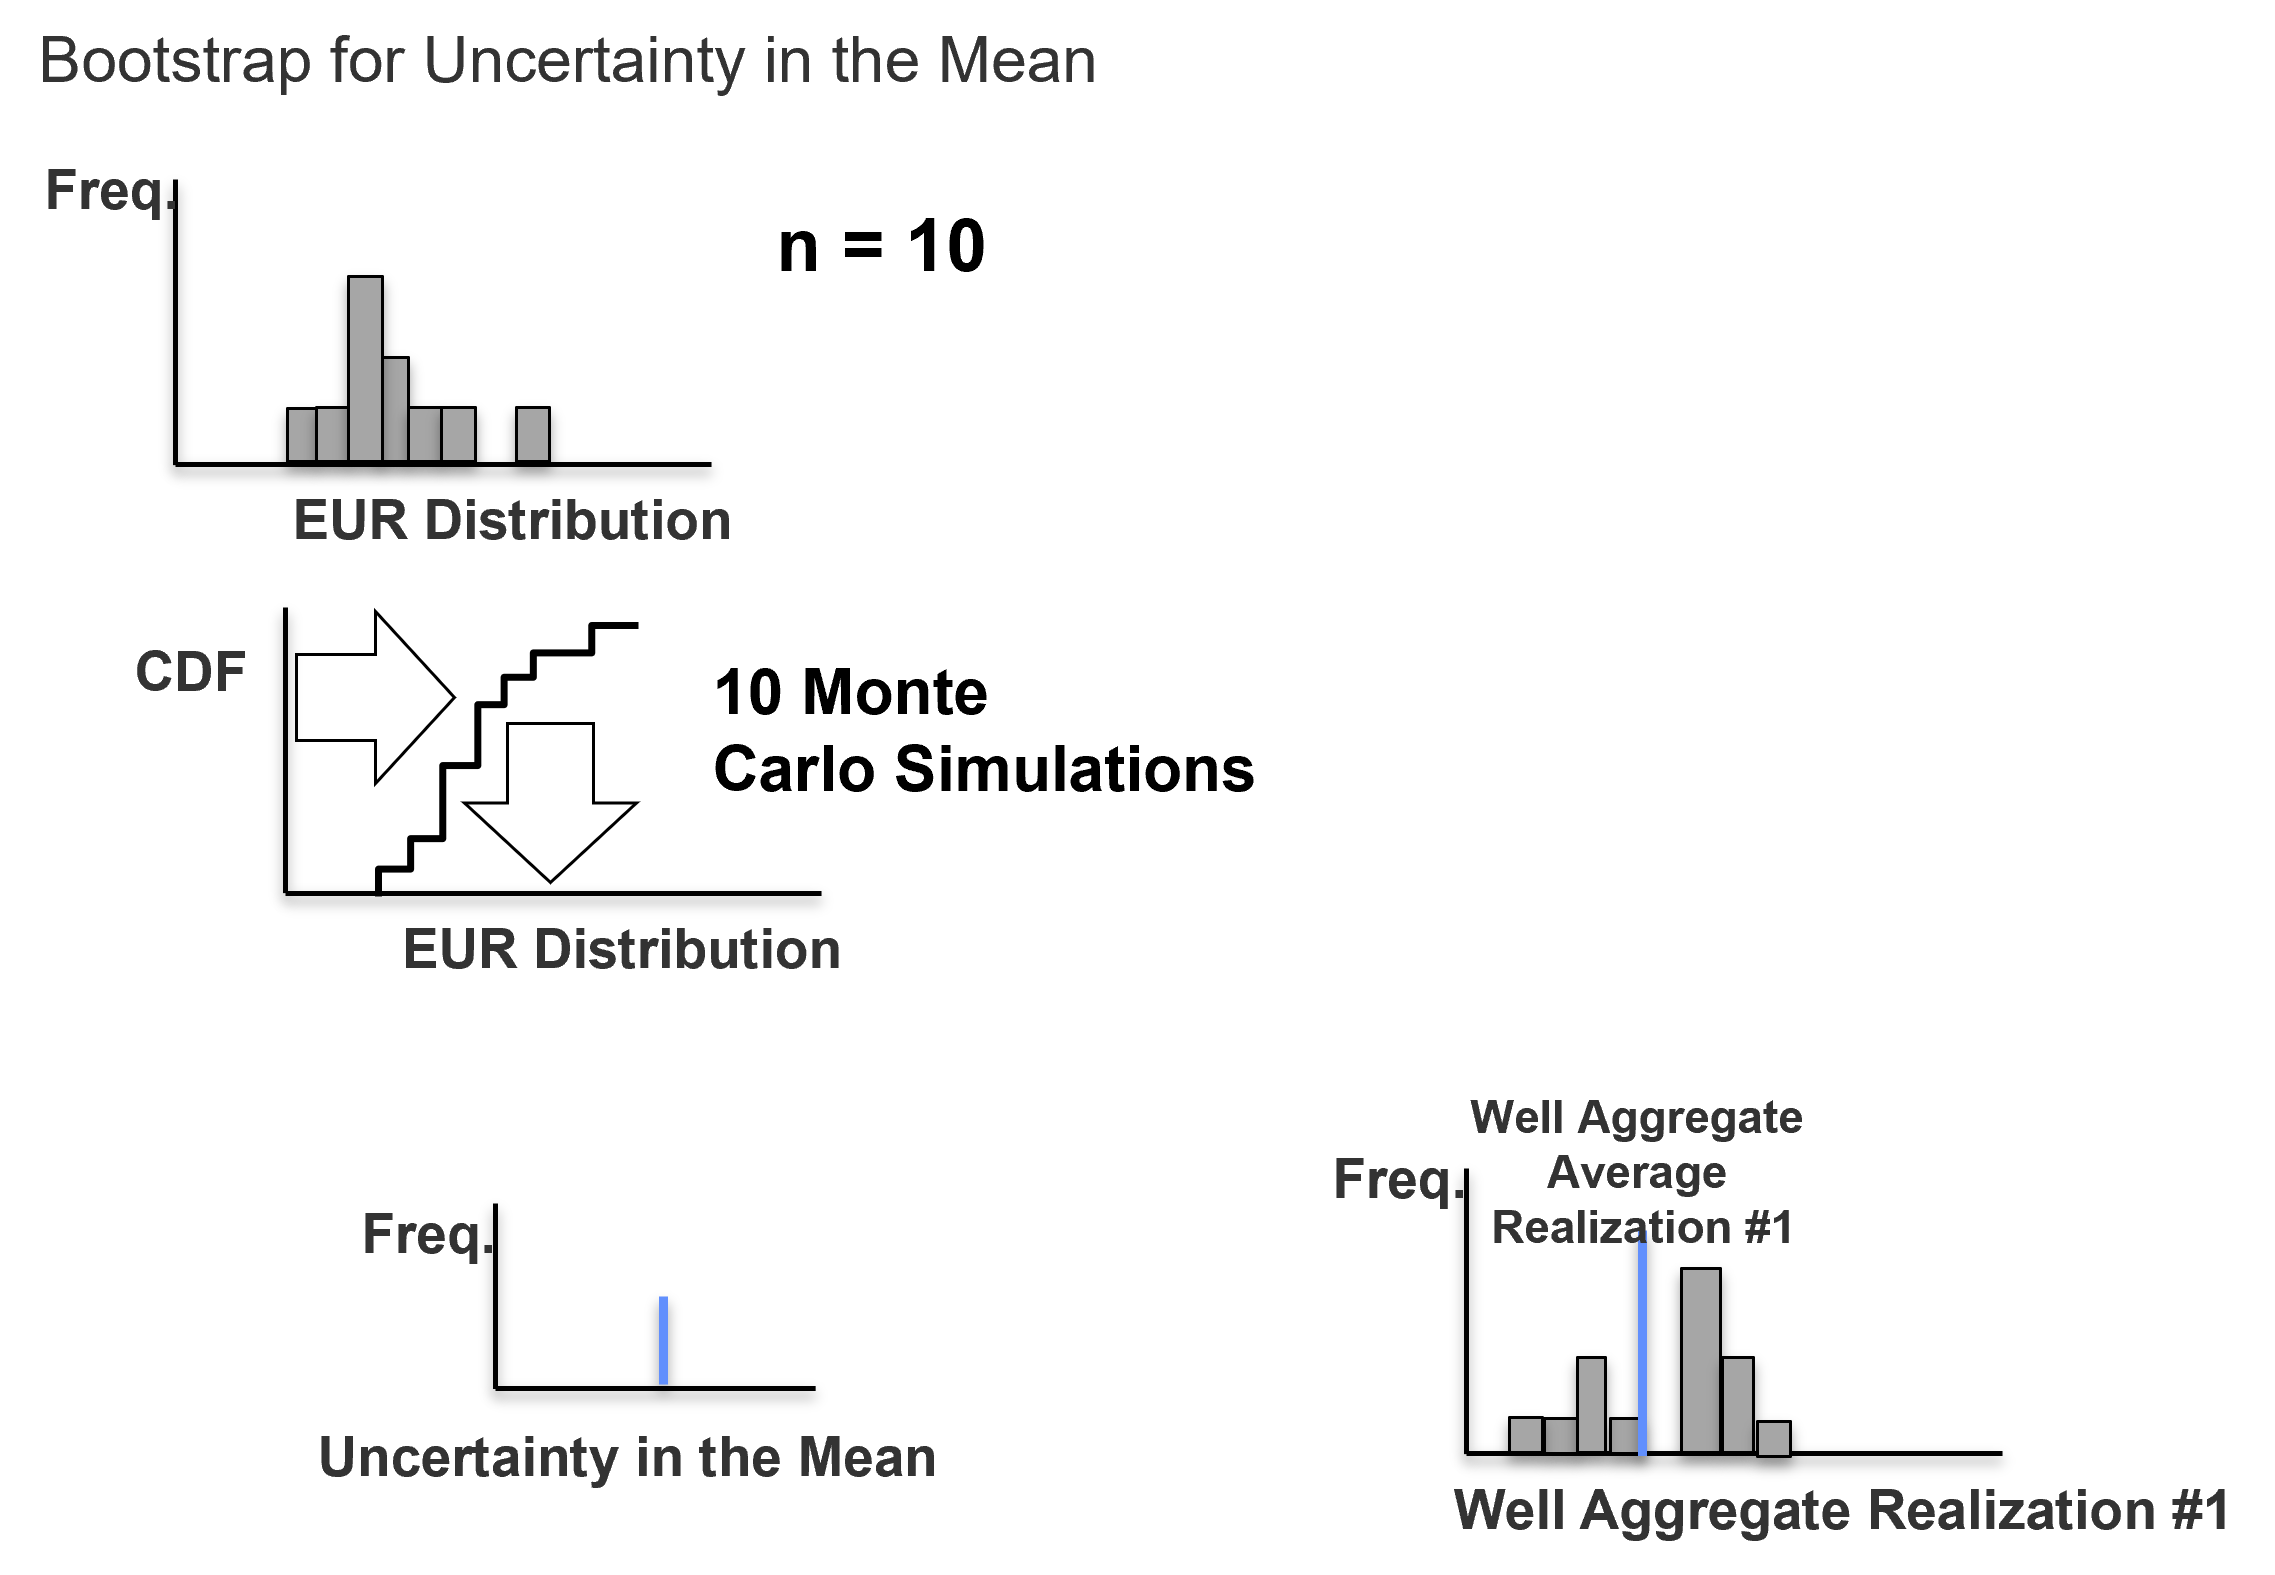 Bootstrap for Uncertainty in the Mean
Freq.
n = 10
EUR Distribution
CDF
10 Monte
Carlo Simulations
EUR Distribution
Freq.
Uncertainty in the Mean
Well Aggregate
Average
Realization #1
Freq.
Well Aggregate Realization #1